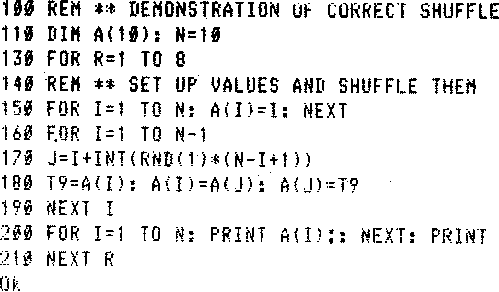 100 REM ** DEMONSTRATION OF CORRECT SHUFFLE
110 DIM A(10): N=10
130 FOR R=1 TO 8
140 REM ** SET UP VALUES AND SHUFFLE THEM
150 FOR I=1 TO N: A(I)=I: NEXT
160 FOR I=1 TO N-1
170 J=I+INT(RND(1)*(N-I+1))
180 T9=A(I): A(I)=A(J): A(J)=T9
190 NEXT I
200 FOR I=1 TO N: PRINT A(I);: NEXT: PRINT
210 NEXT R
Ok